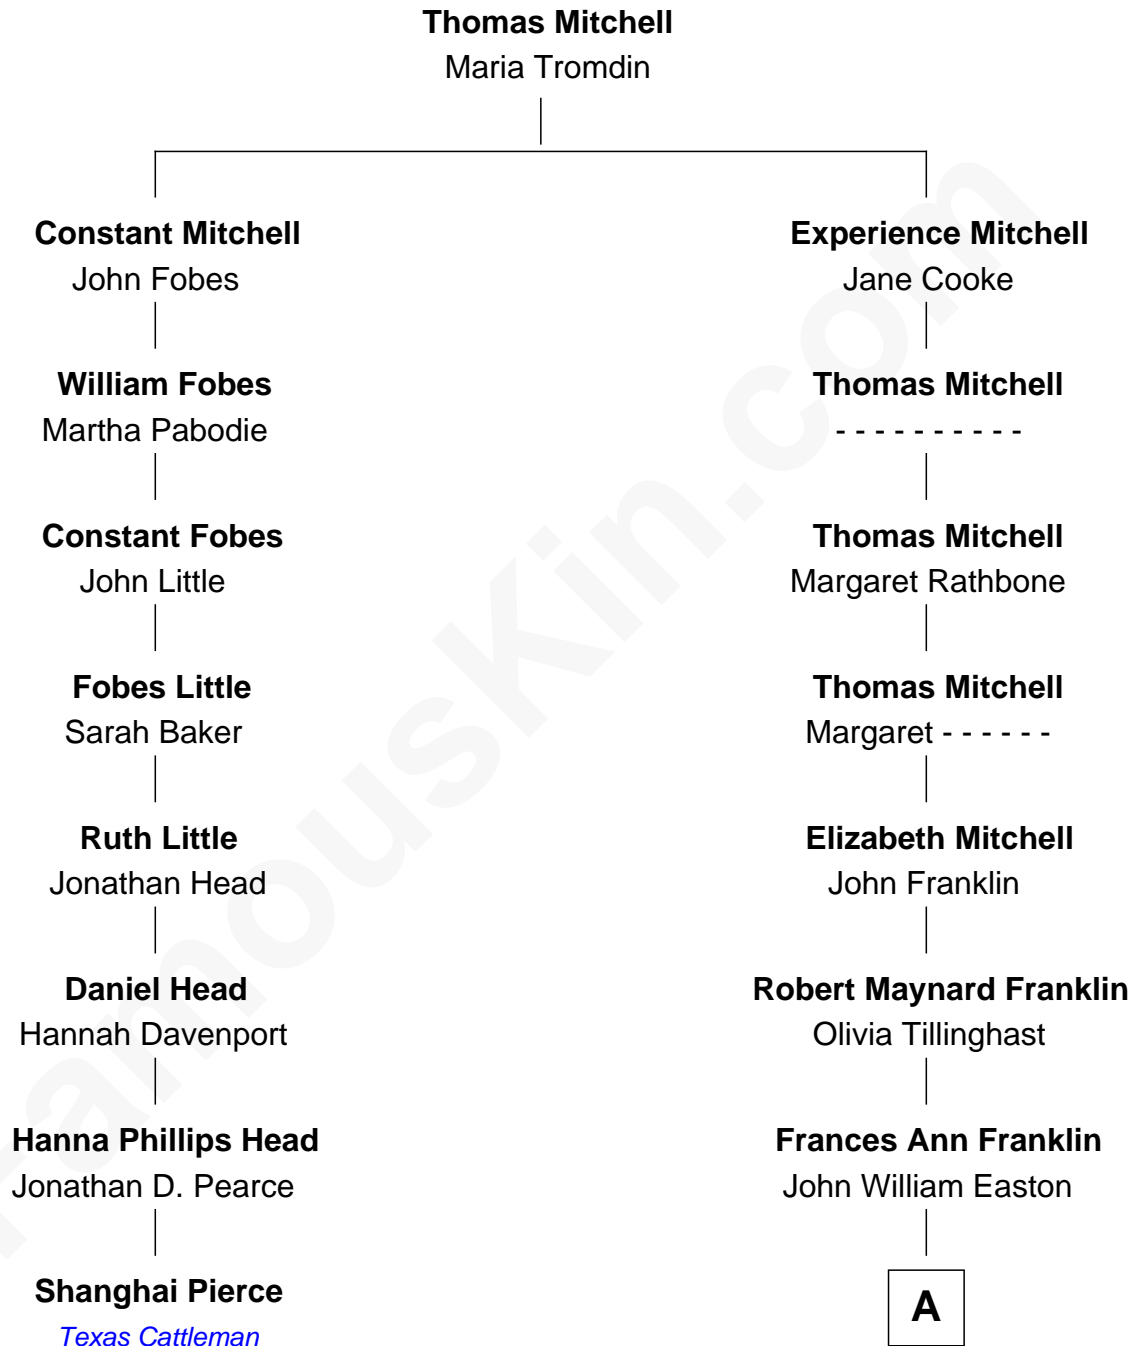 Thomas Mitchell
Maria Tromdin
Constant Mitchell
John Fobes
William Fobes
Martha Pabodie
Constant Fobes
John Little
Fobes Little
Sarah Baker
Ruth Little
Jonathan Head
Daniel Head
Hannah Davenport
Hanna Phillips Head
Jonathan D. Pearce
Shanghai Pierce
Texas Cattleman
Experience Mitchell
Jane Cooke
Thomas Mitchell
- - - - - - - - - -
Thomas Mitchell
Margaret Rathbone
Thomas Mitchell
Margaret - - - - - -
Elizabeth Mitchell
John Franklin
Robert Maynard Franklin
Olivia Tillinghast
Frances Ann Franklin
John William Easton
A
FamousKin.com